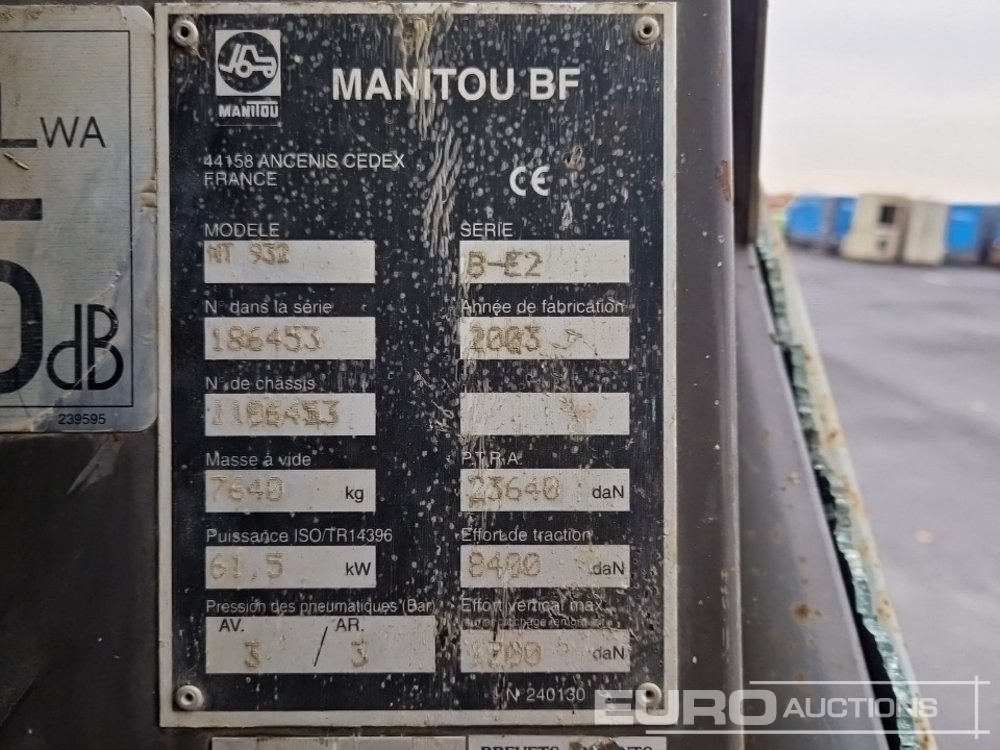 LWA
dB
239595
MANITOU
MANITOU BF
44158 ANCENIS CEDEX
FRANCE
CE
MODELE
MT 932
SERIE
B-E2
N° dans la série
186453
Année de fabrication
2003
N° de châssis
1186453
Masse à vide
7640 kg
P.T.R.A.
23640 daN
Puissance ISO/TR14396
61,5 kW
Effort de traction
8400 daN
Pression des pneumatiques (Bar)
AV. AR.
3 / 3
Effort vertical max.
1200 daN
N 240130
EURO AUCTIONS